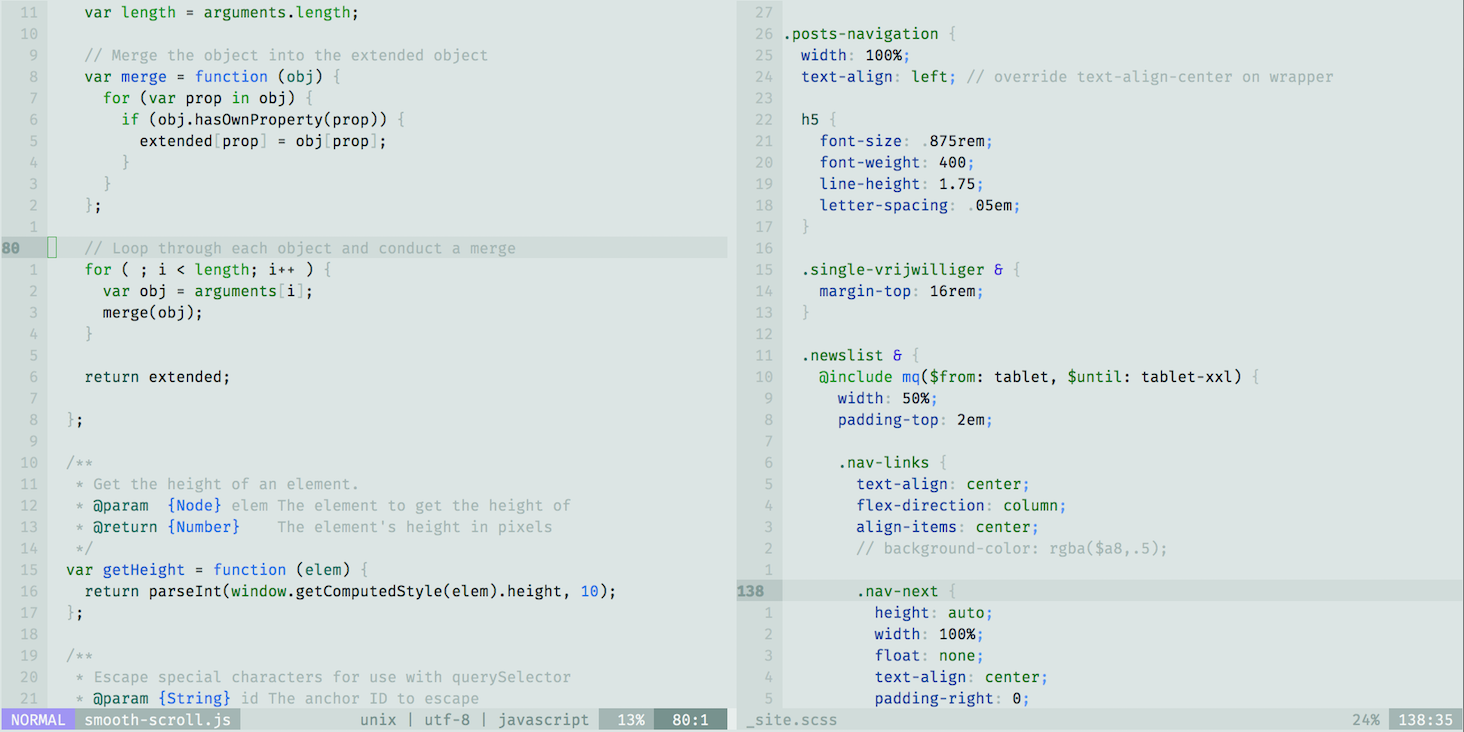 11 var length = arguments.length;
10
9 // Merge the object into the extended object
8 var merge = function (obj) {
7 for (var prop in obj) {
6 if (obj.hasOwnProperty(prop)) {
5 extended[prop] = obj[prop];
4 }
3 }
2 };
1
80 // Loop through each object and conduct a merge
1 for ( ; i < length; i++ ) {
2 var obj = arguments[i];
3 merge(obj);
4 }
5
6 return extended;
7
8 };
9
10 /**
11 * Get the height of an element.
12 * @param  {Node} elem The element to get the height of
13 * @return {Number}    The element's height in pixels
14 */
15 var getHeight = function (elem) {
16 return parseInt(window.getComputedStyle(elem).height, 10);
17 };
18
19 /**
20 * Escape special characters for use with querySelector
21 * @param {String} id The anchor ID to escape
NORMAL smooth-scroll.js unix | utf-8 | javascript 13% 80:1
27
26 .posts-navigation {
25 width: 100%;
24 text-align: left; // override text-align-center on wrapper
23
22 h5 {
21 font-size: .875rem;
20 font-weight: 400;
19 line-height: 1.75;
18 letter-spacing: .05em;
17 }
16
15 .single-vrijwilliger & {
14 margin-top: 16rem;
13 }
12
11 .newslist & {
10 @include mq($from: tablet, $until: tablet-xxl) {
9 width: 50%;
8 padding-top: 2em;
7
6 .nav-links {
5 text-align: center;
4 flex-direction: column;
3 align-items: center;
2 // background-color: rgba($a8,.5);
1
138 .nav-next {
1 height: auto;
2 width: 100%;
3 float: none;
4 text-align: center;
5 padding-right: 0;
_site.scss 24% 138:35